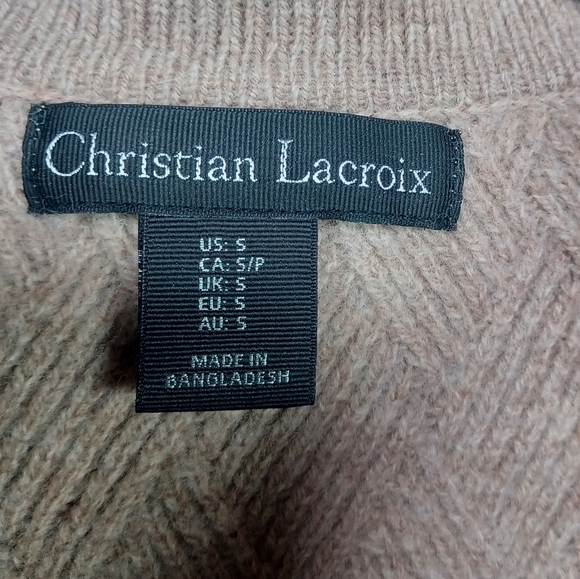 Christian Lacroix
US: S
CA: S/P
UK: S
EU: S
AU: S
MADE IN
BANGLADESH